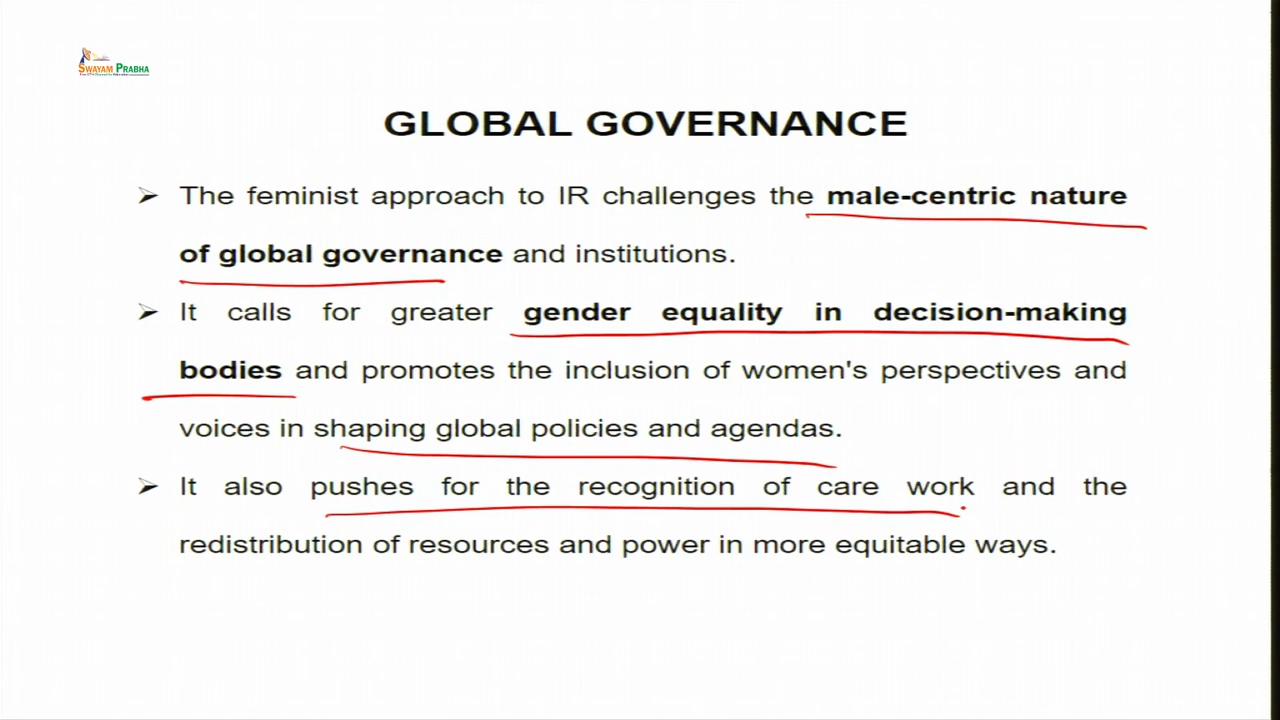 SWAYAM PRABHA
GLOBAL GOVERNANCE
➢ The feminist approach to IR challenges the male-centric nature
of global governance and institutions.
➢ It calls for greater gender equality in decision-making
bodies and promotes the inclusion of women's perspectives and
voices in shaping global policies and agendas.
➢ It also pushes for the recognition of care work and the
redistribution of resources and power in more equitable ways.